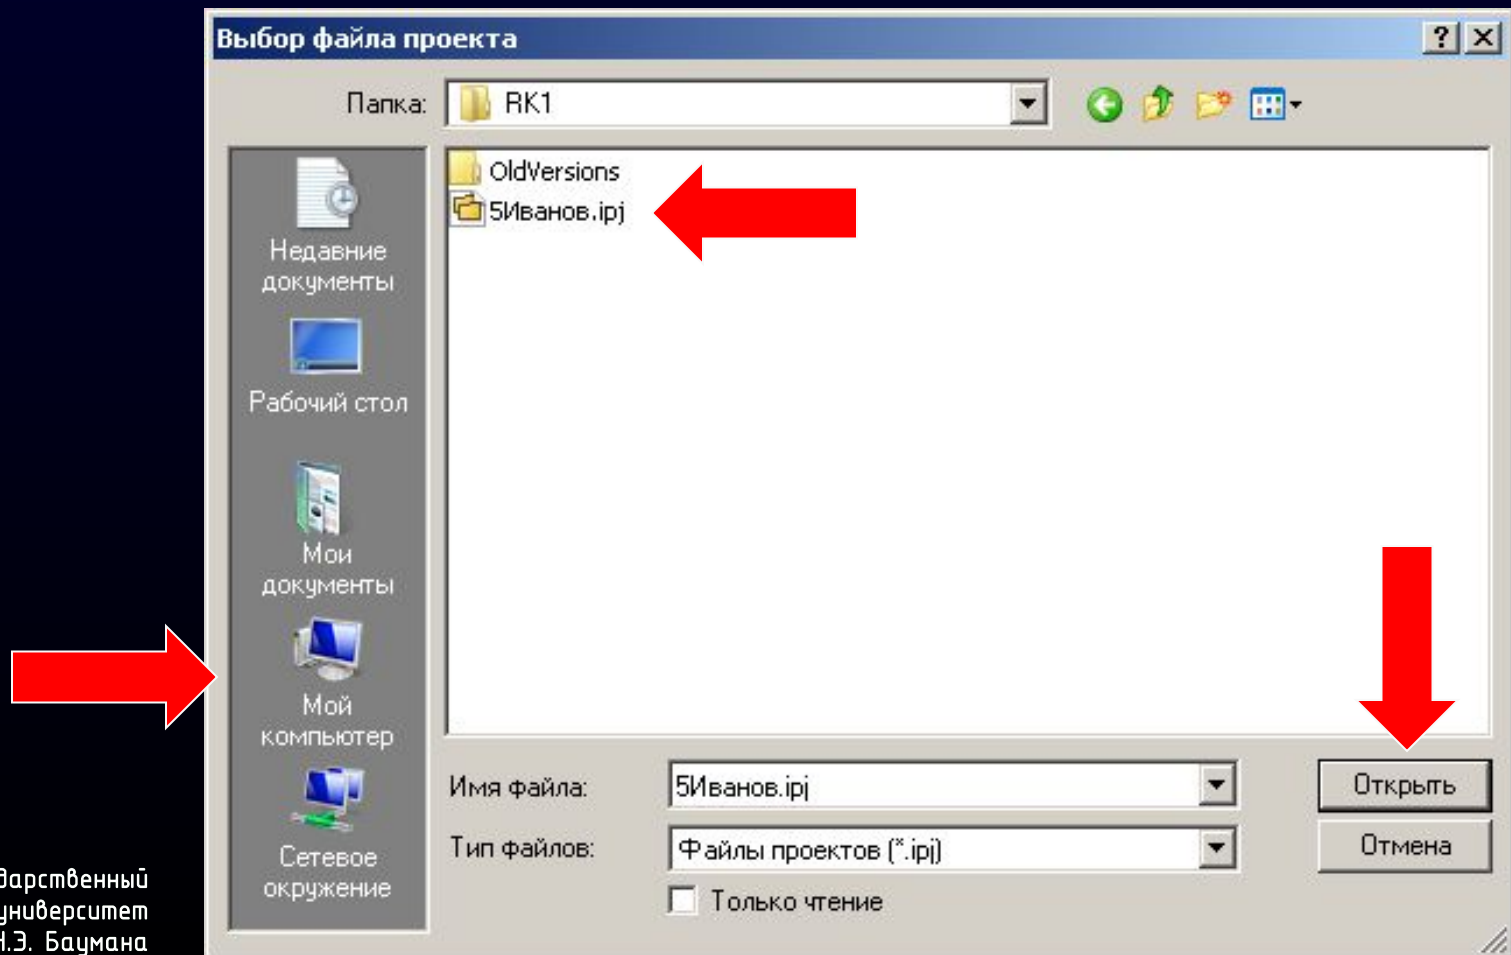 Выбор файла проекта
Папка:
RK1
OldVersions
5Иванов.ipj
Недавние
документы
Рабочий стол
Мои
документы
Мой
компьютер
Сетевое
окружение
Имя файла:
5Иванов.ipj
Открыть
Тип файлов:
Файлы проектов (*.ipj)
Отмена
Только чтение
университет
Н.Э. Баумана